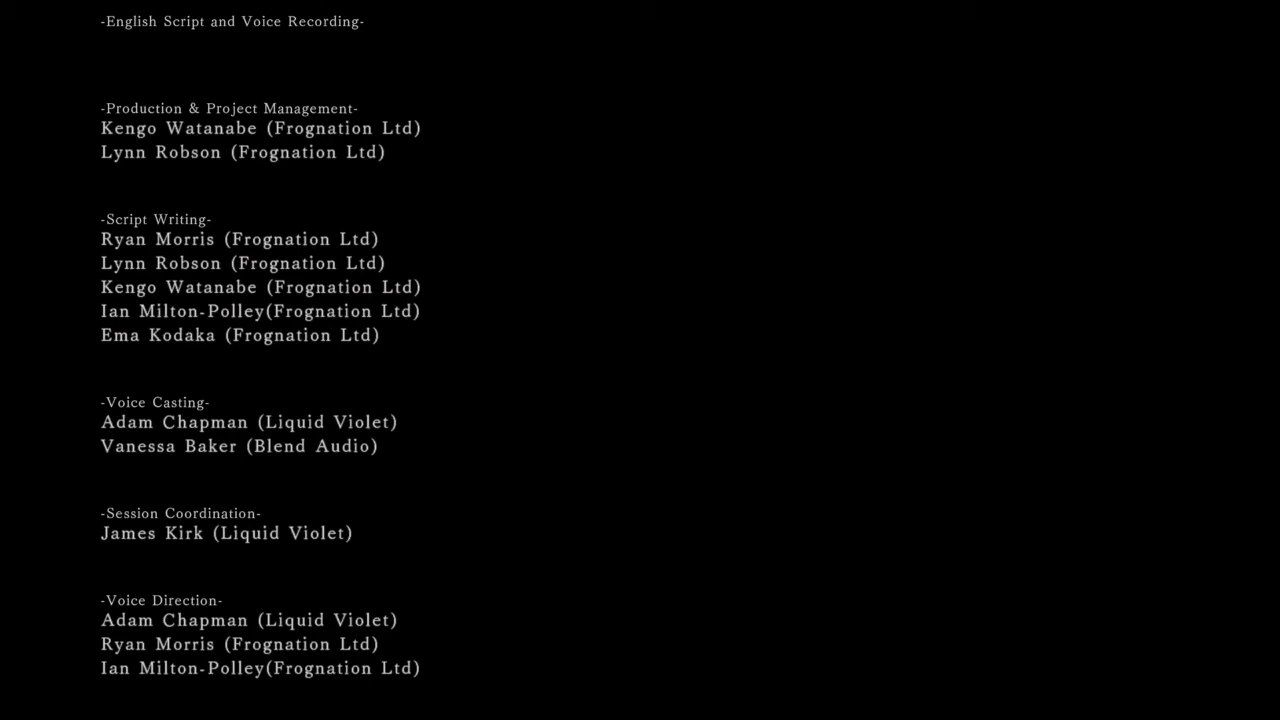 -English Script and Voice Recording-
-Production & Project Management-
Kengo Watanabe (Frognation Ltd)
Lynn Robson (Frognation Ltd)
-Script Writing-
Ryan Morris (Frognation Ltd)
Lynn Robson (Frognation Ltd)
Kengo Watanabe (Frognation Ltd)
Ian Milton-Polley(Frognation Ltd)
Ema Kodaka (Frognation Ltd)
-Voice Casting-
Adam Chapman (Liquid Violet)
Vanessa Baker (Blend Audio)
-Session Coordination-
James Kirk (Liquid Violet)
-Voice Direction-
Adam Chapman (Liquid Violet)
Ryan Morris (Frognation Ltd)
Ian Milton-Polley(Frognation Ltd)